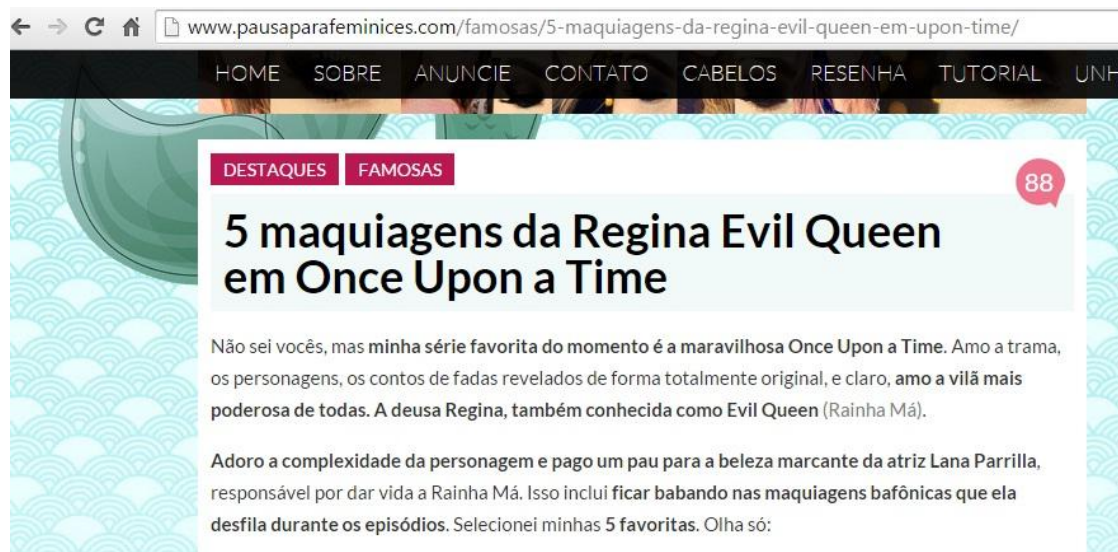 www.pausaparafeminices.com/famosas/5-maquiagens-da-regina-evil-queen-em-upon-time/
HOME SOBRE ANUNCIE CONTATO CABELOS RESENHA TUTORIAL UNH
DESTAQUES FAMOSAS
88
5 maquiagens da Regina Evil Queen
em Once Upon a Time
Não sei vocês, mas minha série favorita do momento é a maravilhosa Once Upon a Time. Amo a trama,
os personagens, os contos de fadas revelados de forma totalmente original, e claro, amo a vilã mais
poderosa de todas. A deusa Regina, também conhecida como Evil Queen (Rainha Má).
Adoro a complexidade da personagem e pago um pau para a beleza marcante da atriz Lana Parrilla,
responsável por dar vida a Rainha Má. Isso inclui ficar babando nas maquiagens bafônicas que ela
desfila durante os episódios. Selecionei minhas 5 favoritas. Olha só: